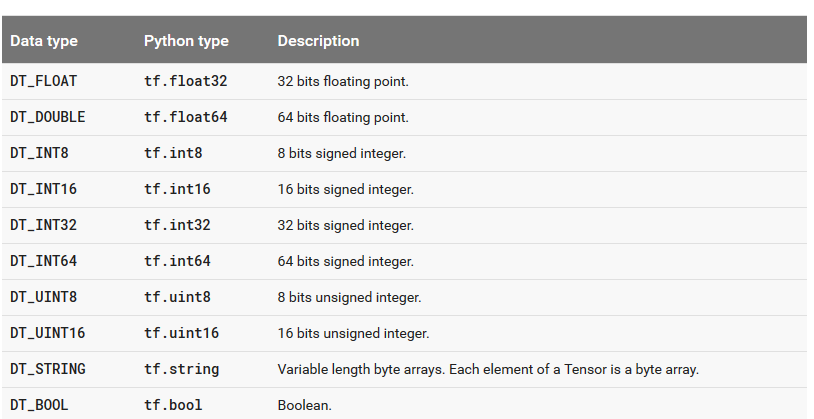 Data type Python type Description
DT_FLOAT tf.float32 32 bits floating point.
DT_DOUBLE tf.float64 64 bits floating point.
DT_INT8 tf.int8 8 bits signed integer.
DT_INT16 tf.int16 16 bits signed integer.
DT_INT32 tf.int32 32 bits signed integer.
DT_INT64 tf.int64 64 bits signed integer.
DT_UINT8 tf.uint8 8 bits unsigned integer.
DT_UINT16 tf.uint16 16 bits unsigned integer.
DT_STRING tf.string Variable length byte arrays. Each element of a Tensor is a byte array.
DT_BOOL tf.bool Boolean.